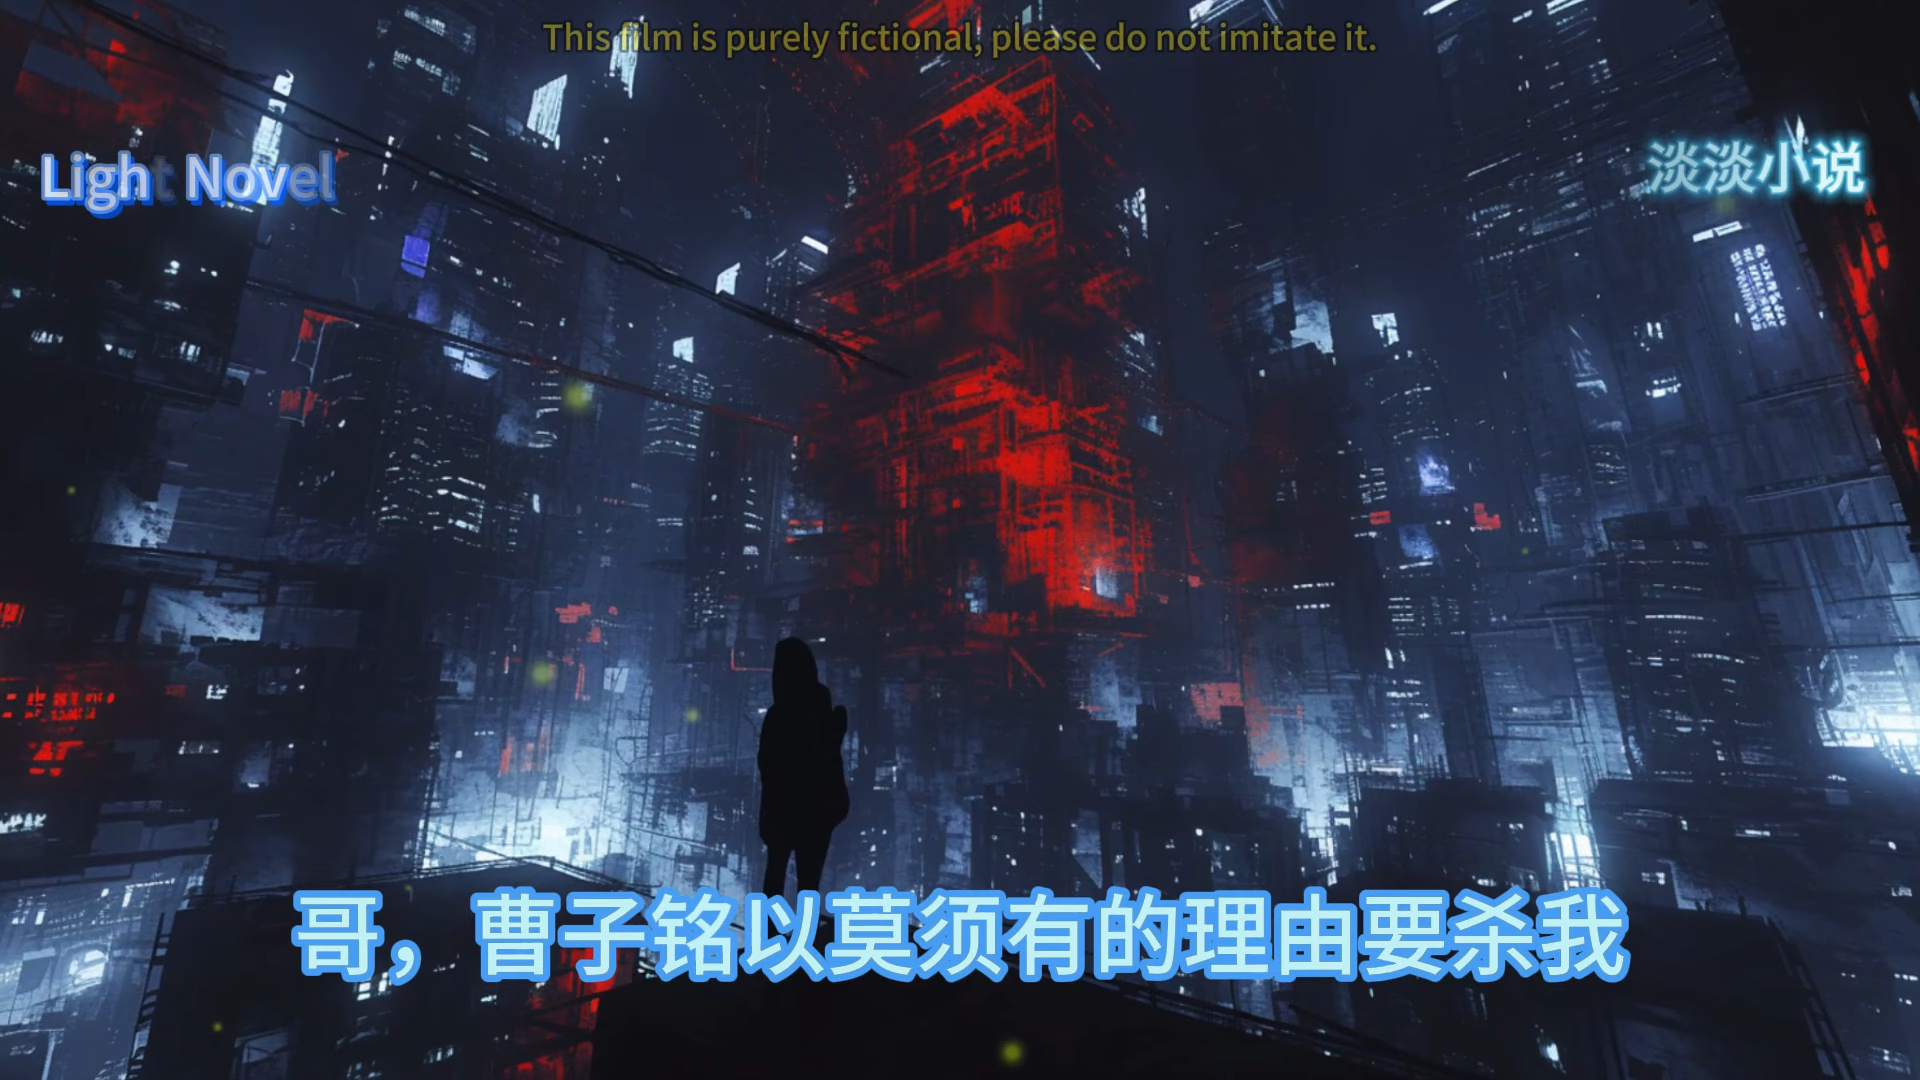 This film is purely fictional, please do not imitate it.
Light Novel
淡淡小说
哥，曹子铭以莫须有的理由要杀我